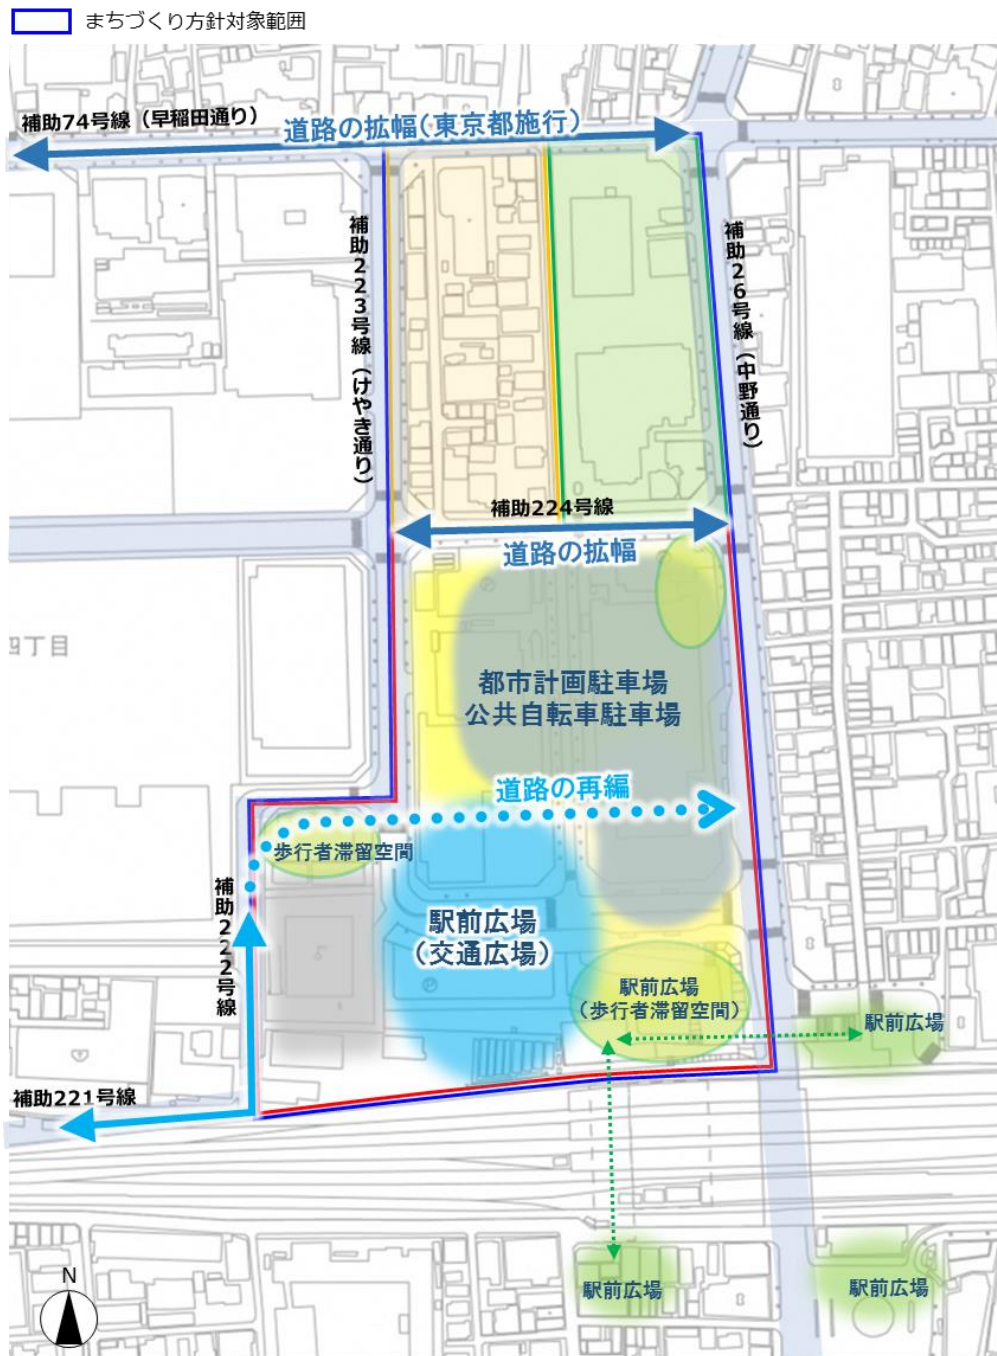 まちづくり方針対象範囲
補助74号線（早稲田通り）
道路の拡幅（東京都施行）
補助223号線（けやき通り）
補助26号線（中野通り）
補助224号線
道路の拡幅
四丁目
都市計画駐車場
公共自転車駐車場
道路の再編
歩行者滞留空間
補助222号線
駅前広場
（交通広場）
駅前広場
（歩行者滞留空間）
駅前広場
補助221号線
駅前広場
駅前広場
N